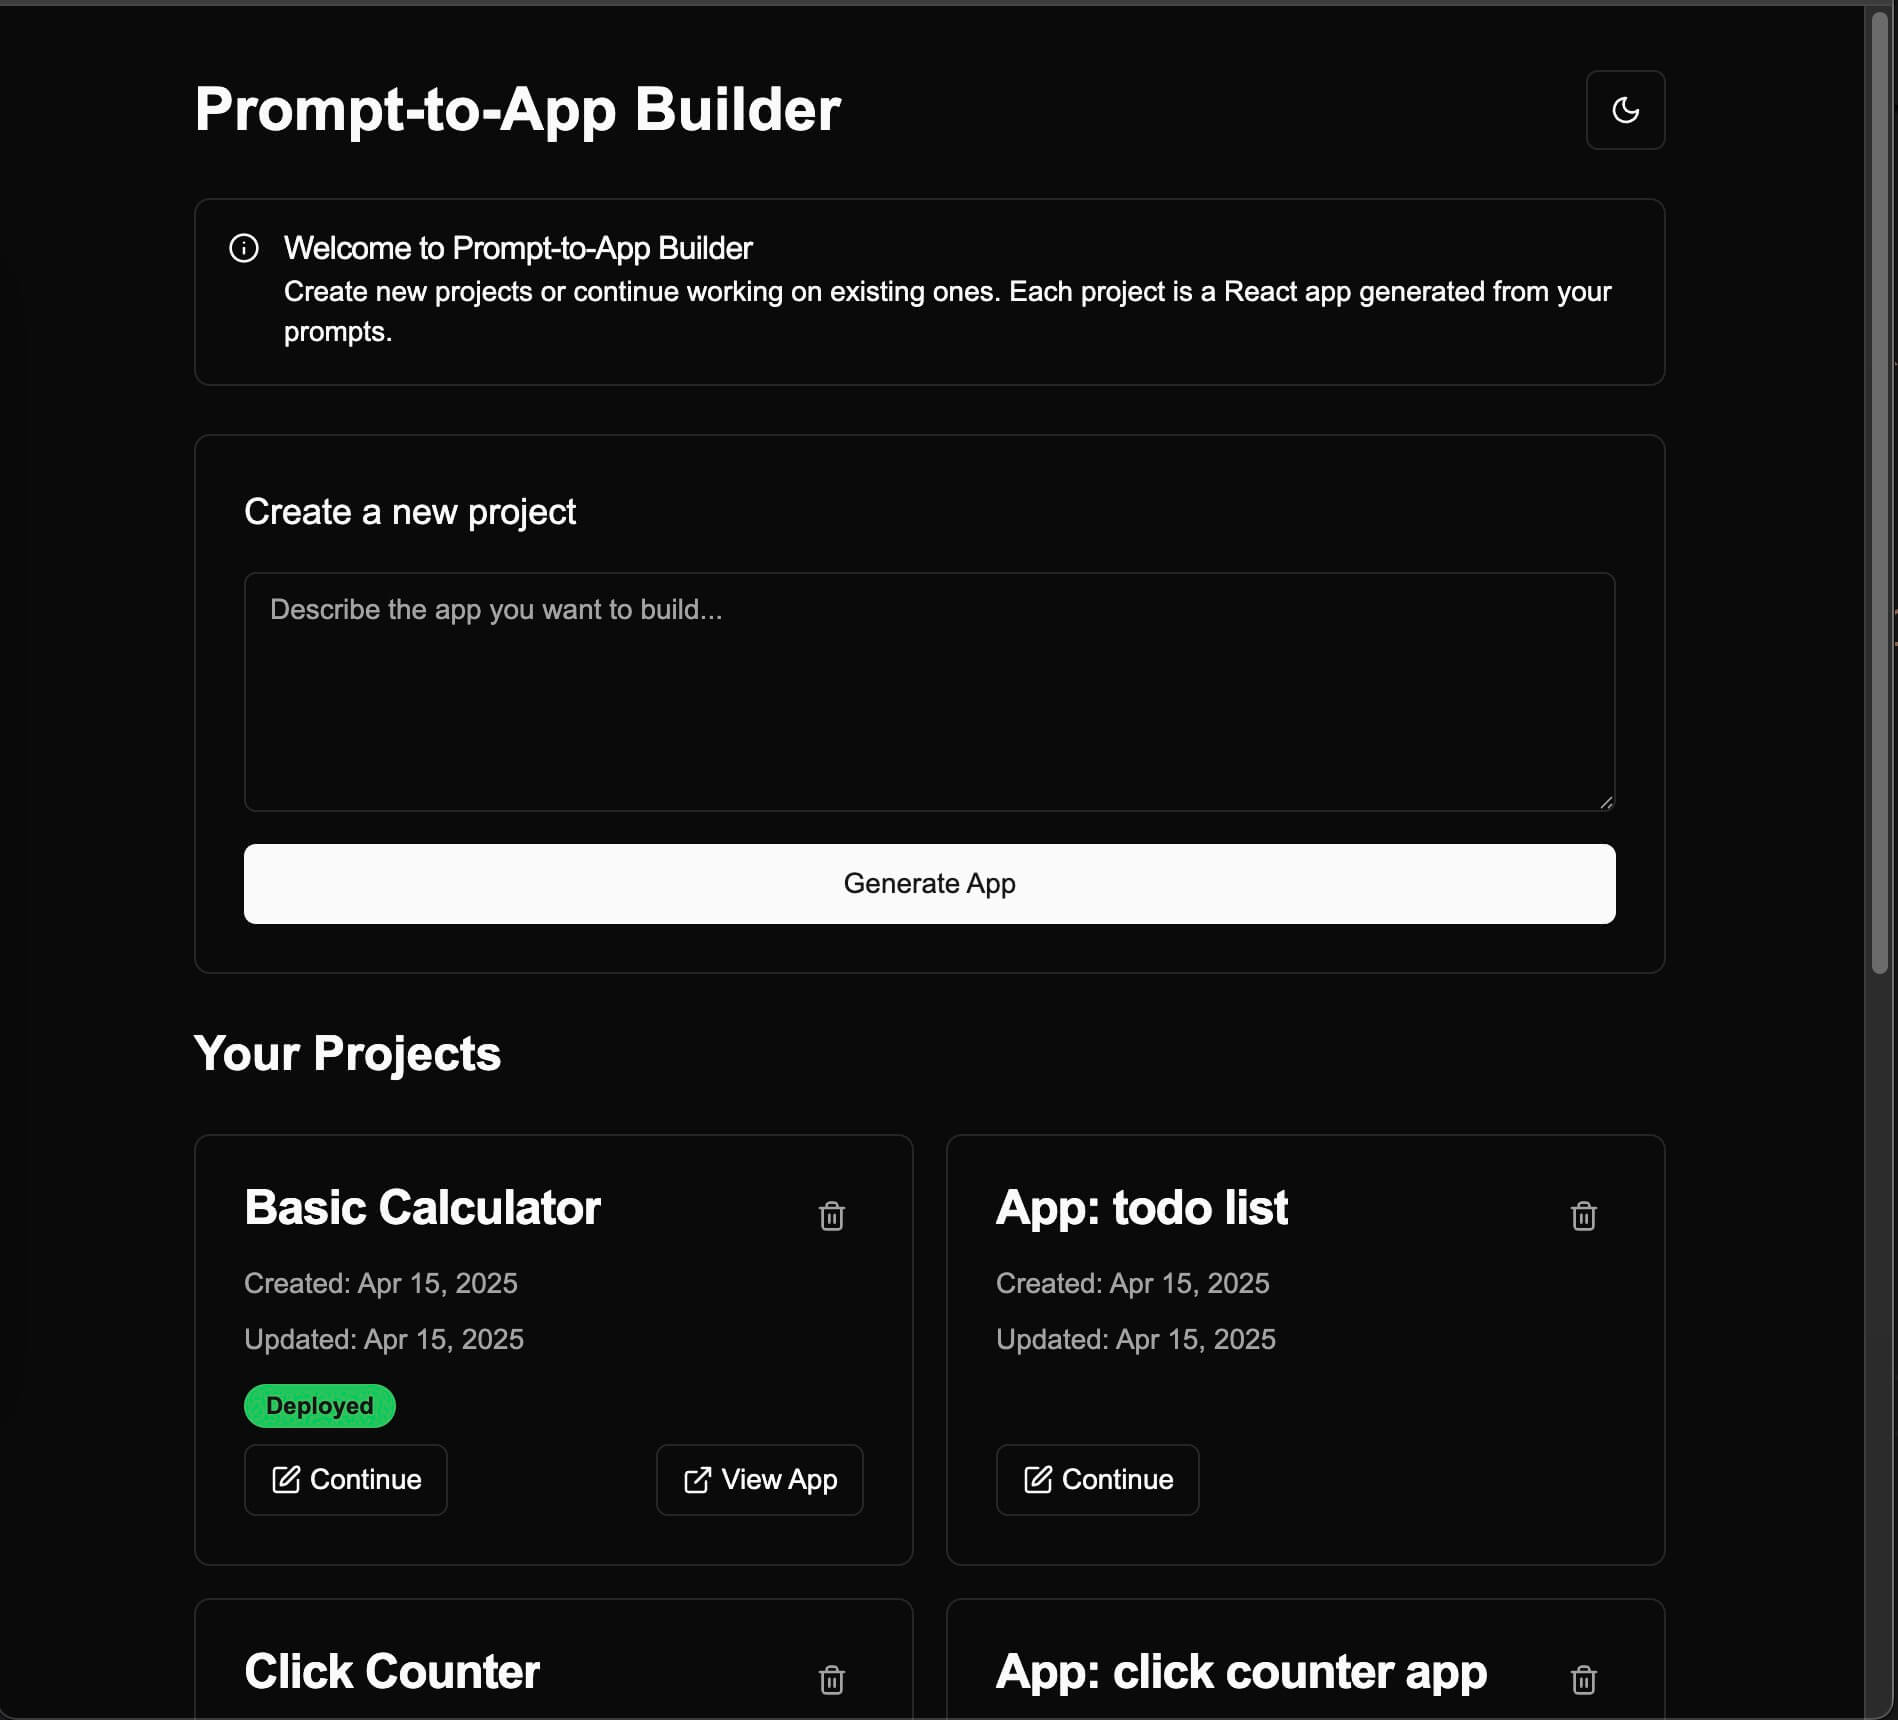 Prompt-to-App Builder
Welcome to Prompt-to-App Builder
Create new projects or continue working on existing ones. Each project is a React app generated from your
prompts.
Create a new project
Describe the app you want to build...
Generate App
Your Projects
Basic Calculator
Created: Apr 15, 2025
Updated: Apr 15, 2025
Deployed
Continue
View App
App: todo list
Created: Apr 15, 2025
Updated: Apr 15, 2025
Continue
Click Counter
App: click counter app